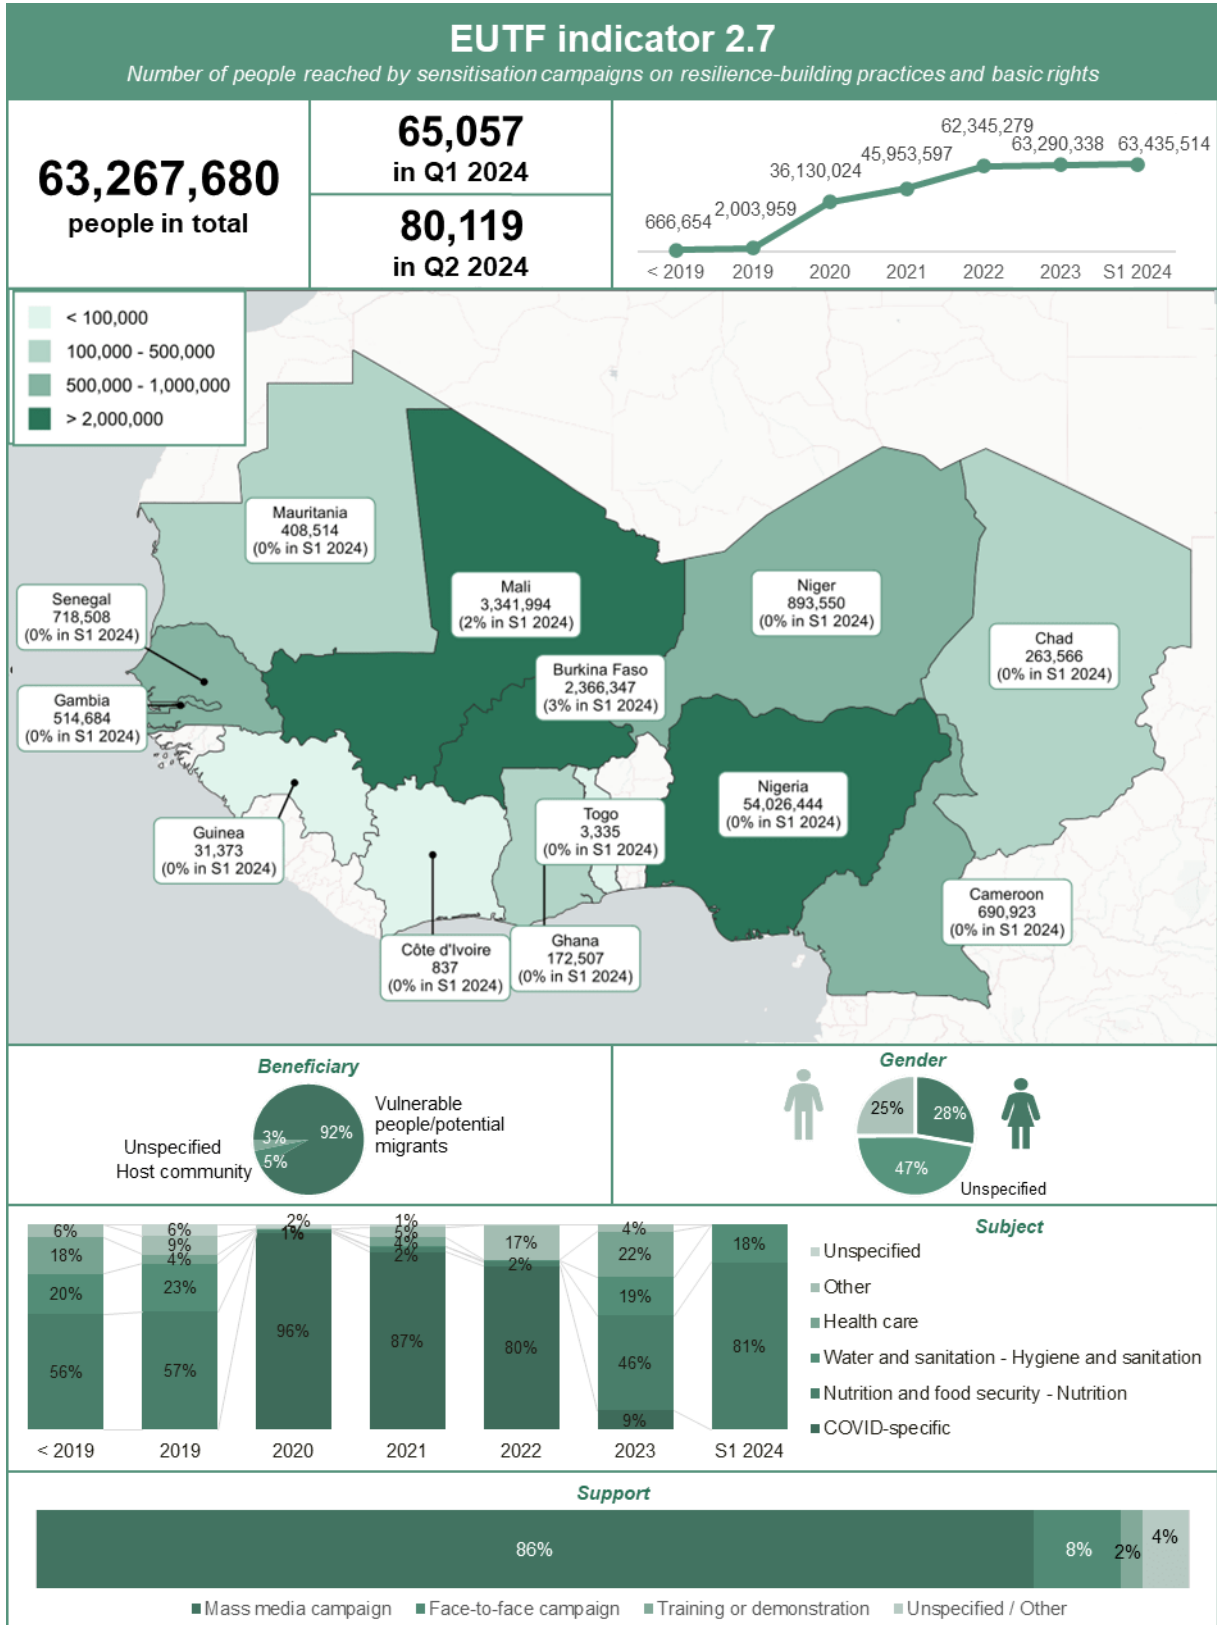 EUTF indicator 2.7
Number of people reached by sensitisation campaigns on resilience-building practices and basic rights
63,267,680
people in total
65,057
in Q1 2024
80,119
in Q2 2024
666,654
2,003,959
36,130,024
45,953,597
62,345,279
63,290,338
63,435,514
< 2019
2019
2020
2021
2022
2023
S1 2024
< 100,000
100,000 - 500,000
500,000 - 1,000,000
> 2,000,000
Mauritania
408,514
(0% in S1 2024)
Mali
3,341,994
(2% in S1 2024)
Niger
893,550
(0% in S1 2024)
Senegal
718,508
(0% in S1 2024)
Chad
263,566
(0% in S1 2024)
Burkina Faso
2,366,347
(3% in S1 2024)
Gambia
514,684
(0% in S1 2024)
Nigeria
54,026,444
(0% in S1 2024)
Togo
3,335
(0% in S1 2024)
Guinea
31,373
(0% in S1 2024)
Cameroon
690,923
(0% in S1 2024)
Côte d'Ivoire
837
(0% in S1 2024)
Ghana
172,507
(0% in S1 2024)
Beneficiary
Vulnerable
people/potential
migrants
92%
3%
5%
Unspecified
Host community
Gender
25%
28%
47%
Unspecified
6%
18%
20%
56%
6%
9%
4%
23%
57%
2%
1%
96%
1%
5%
4%
2%
87%
17%
2%
80%
4%
22%
19%
46%
9%
18%
81%
< 2019
2019
2020
2021
2022
2023
S1 2024
Subject
Unspecified
Other
Health care
Water and sanitation - Hygiene and sanitation
Nutrition and food security - Nutrition
COVID-specific
Support
86%
8%
2%
4%
Mass media campaign
Face-to-face campaign
Training or demonstration
Unspecified / Other